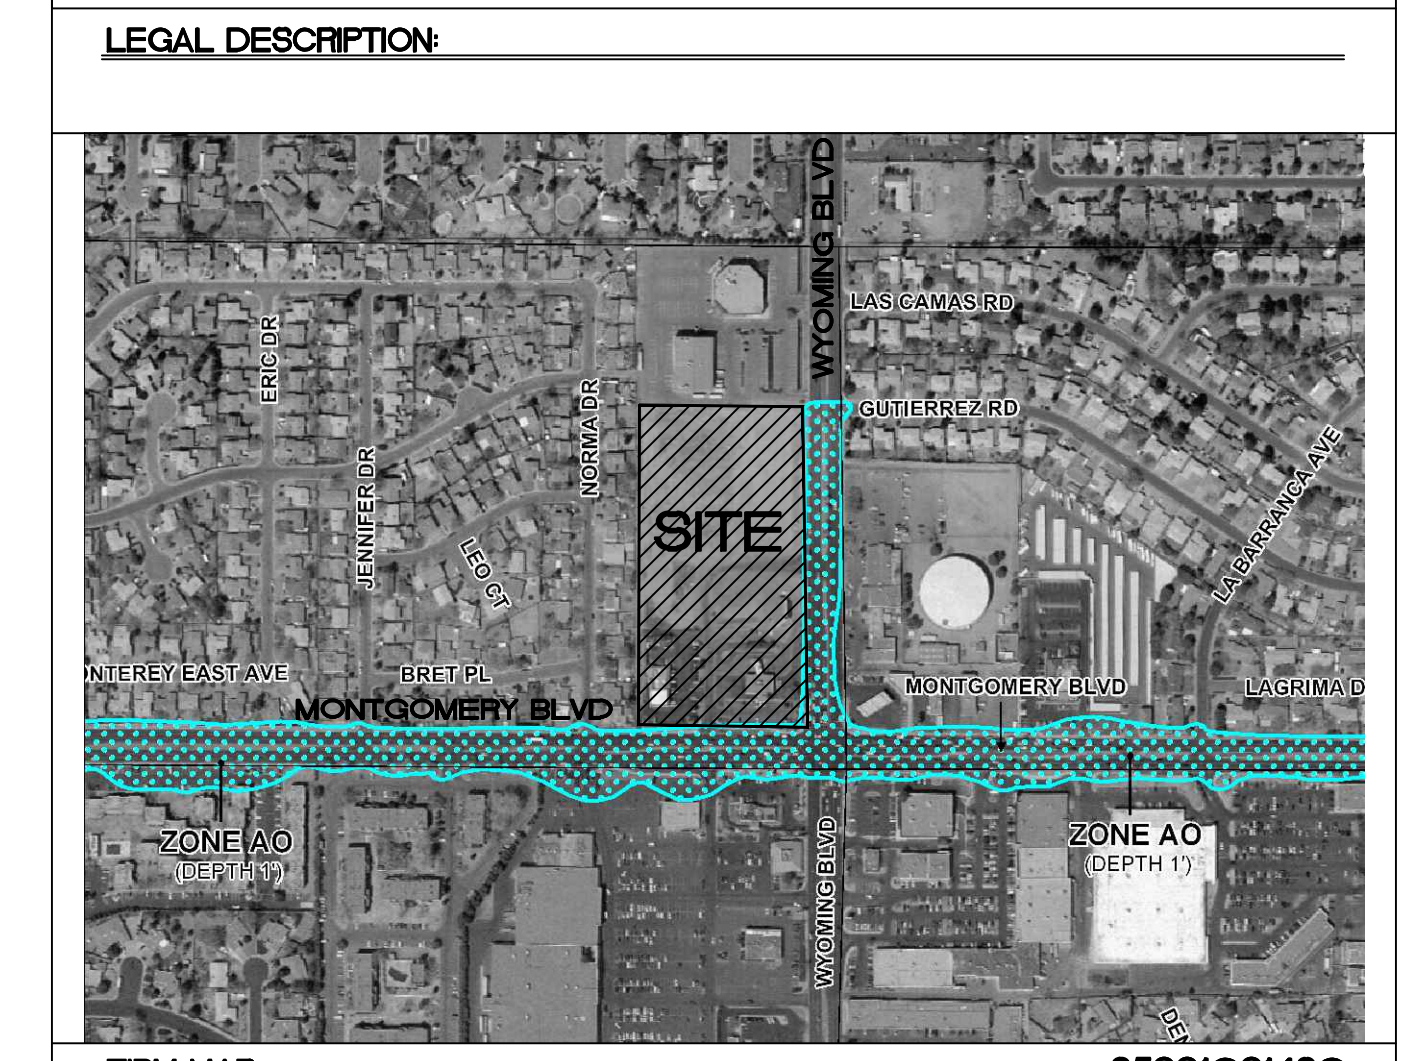 LEGAL DESCRIPTION:
WYOMING BLVD
LAS CAMAS RD
ERIC DR
NORMA DR
GUTIERREZ RD
JENNIFER DR
LA BARRANCA AVE
SITE
LEO CT
ONTEREY EAST AVE
BRET PL
MONTGOMERY BLVD
LAGRIMA D
MONTGOMERY BLVD
ZONE AO
(DEPTH 1')
ZONE AO
(DEPTH 1')
WYOMING BLVD
DEN